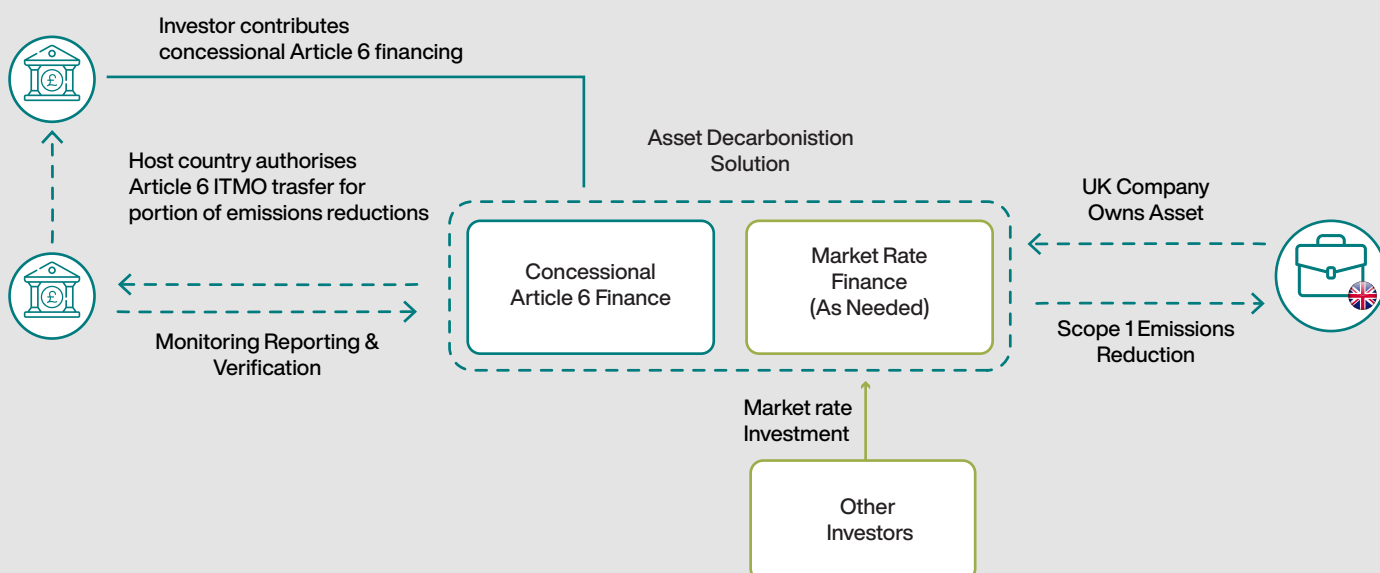 Investor contributes
concessional Article 6 financing
Asset Decarbonistion
Solution
Host country authorises
Article 6 ITMO trasfer for
portion of emissions reductions
UK Company
Owns Asset
Concessional
Article 6 Finance
Market Rate
Finance
(As Needed)
Monitoring Reporting &
Verification
Scope 1 Emissions
Reduction
Market rate
Investment
Other
Investors
£
£